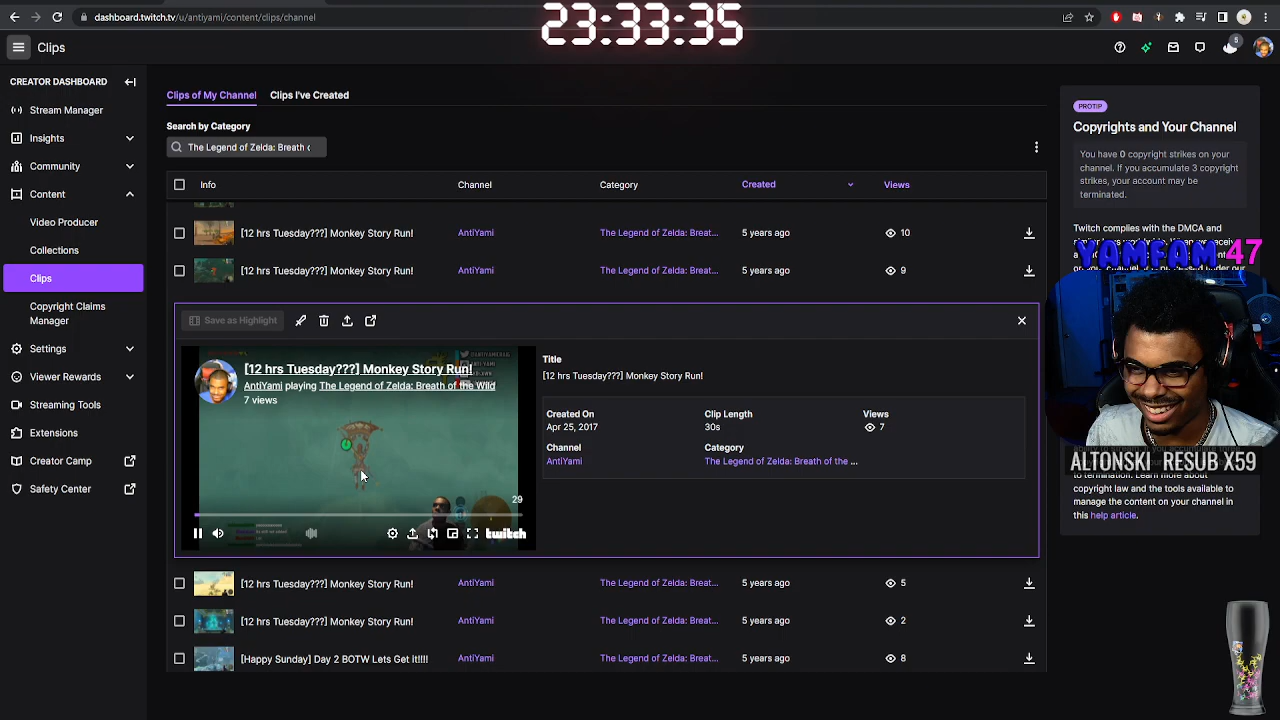 dashboard.twitch.tv/u/antiyami/content/clips/channel
23:33:35
Clips
5
CREATOR DASHBOARD
Stream Manager
Insights
Community
Content
Video Producer
Collections
Clips
Copyright Claims
Manager
Settings
Viewer Rewards
Streaming Tools
Extensions
Creator Camp
Safety Center
Clips of My Channel
Clips I've Created
Search by Category
The Legend of Zelda: Breath
Info Channel Category Created Views
[12 hrs Tuesday???] Monkey Story Run! AntiYami The Legend of Zelda: Breat... 5 years ago 10
[12 hrs Tuesday???] Monkey Story Run! AntiYami The Legend of Zelda: Breat... 5 years ago 9
Save as Highlight
[12 hrs Tuesday???] Monkey Story Run!
AntiYami playing The Legend of Zelda: Breath of the Wild
7 views
29
twitch
Title
[12 hrs Tuesday???] Monkey Story Run!
Created On Clip Length Views
Apr 25, 2017 30s 7
Channel Category
AntiYami The Legend of Zelda: Breath of the ...
[12 hrs Tuesday???] Monkey Story Run! AntiYami The Legend of Zelda: Breat... 5 years ago 5
[12 hrs Tuesday???] Monkey Story Run! AntiYami The Legend of Zelda: Breat... 5 years ago 2
[Happy Sunday] Day 2 BOTW Lets Get It!!!! AntiYami The Legend of Zelda: Breat... 5 years ago 8
PROTIP
Copyrights and Your Channel
You have 0 copyright strikes on your
channel. If you accumulate 3 copyright
strikes, your account may be
terminated.
Twitch complies with the DMCA and
YAMFAM 47
ALTONSKI RESUB X59
to termination. Learn more about
copyright law and the tools available to
manage the content on your channel in
this help article.